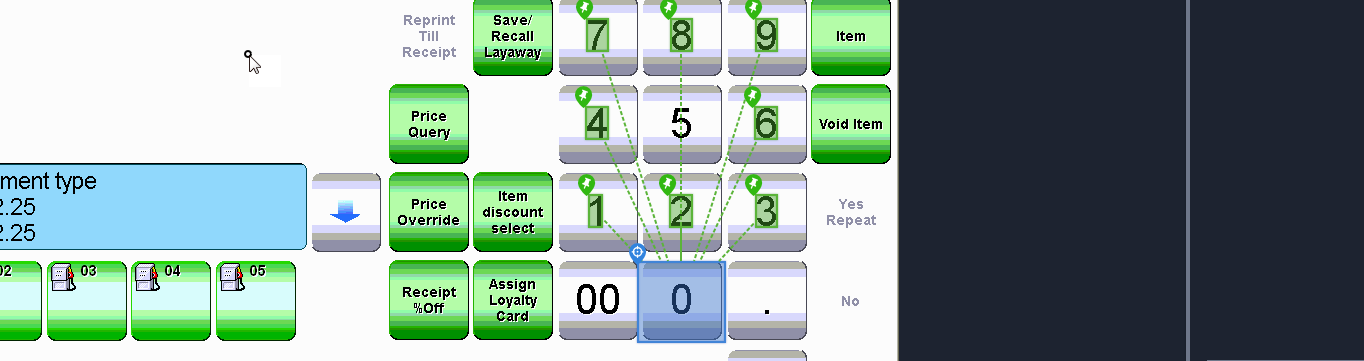 Reprint
Till
Receipt
Save/
Recall
Layaway
7
8
9
Item
Price
Query
4
5
6
Void Item
ment type
2.25
2.25
Price
Override
Item
discount
select
1
2
3
Yes
Repeat
02
03
04
05
Receipt
%Off
Assign
Loyalty
Card
00
0
.
No